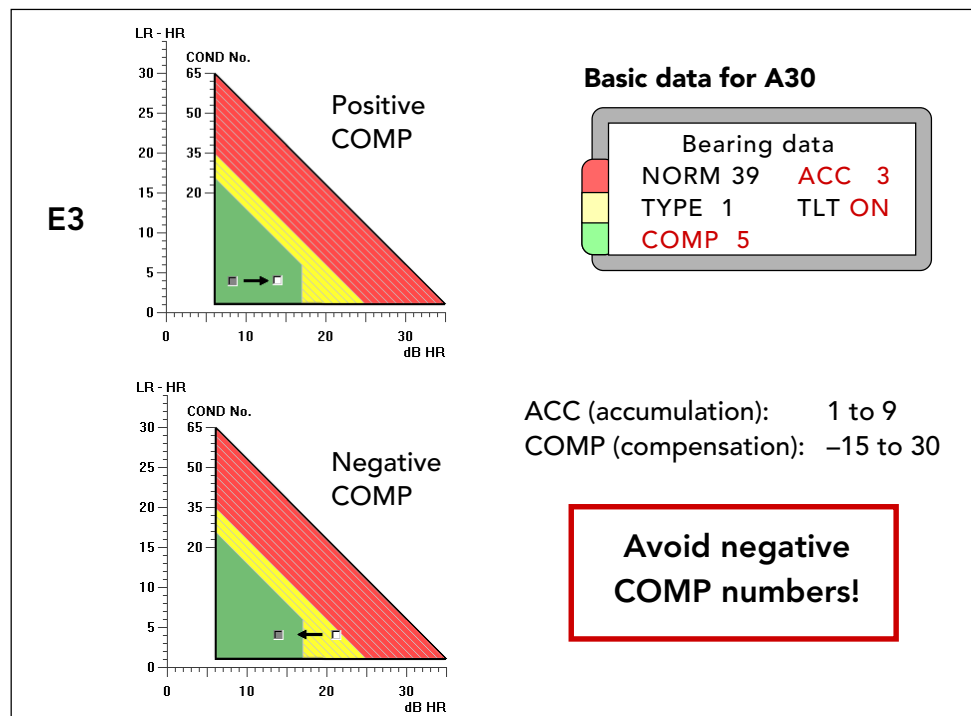 E3
LR - HR
COND No.
65
30
50
25
20
35
15
20
10
5
0
0
10
20
30
dB HR
Positive
COMP
Basic data for A30
Bearing data
NORM 39 ACC 3
TYPE 1 TLT ON
COMP 5
LR - HR
COND No.
65
30
50
25
20
35
15
20
10
5
0
0
10
20
30
dB HR
Negative
COMP
ACC (accumulation): 1 to 9
COMP (compensation): –15 to 30
Avoid negative
COMP numbers!